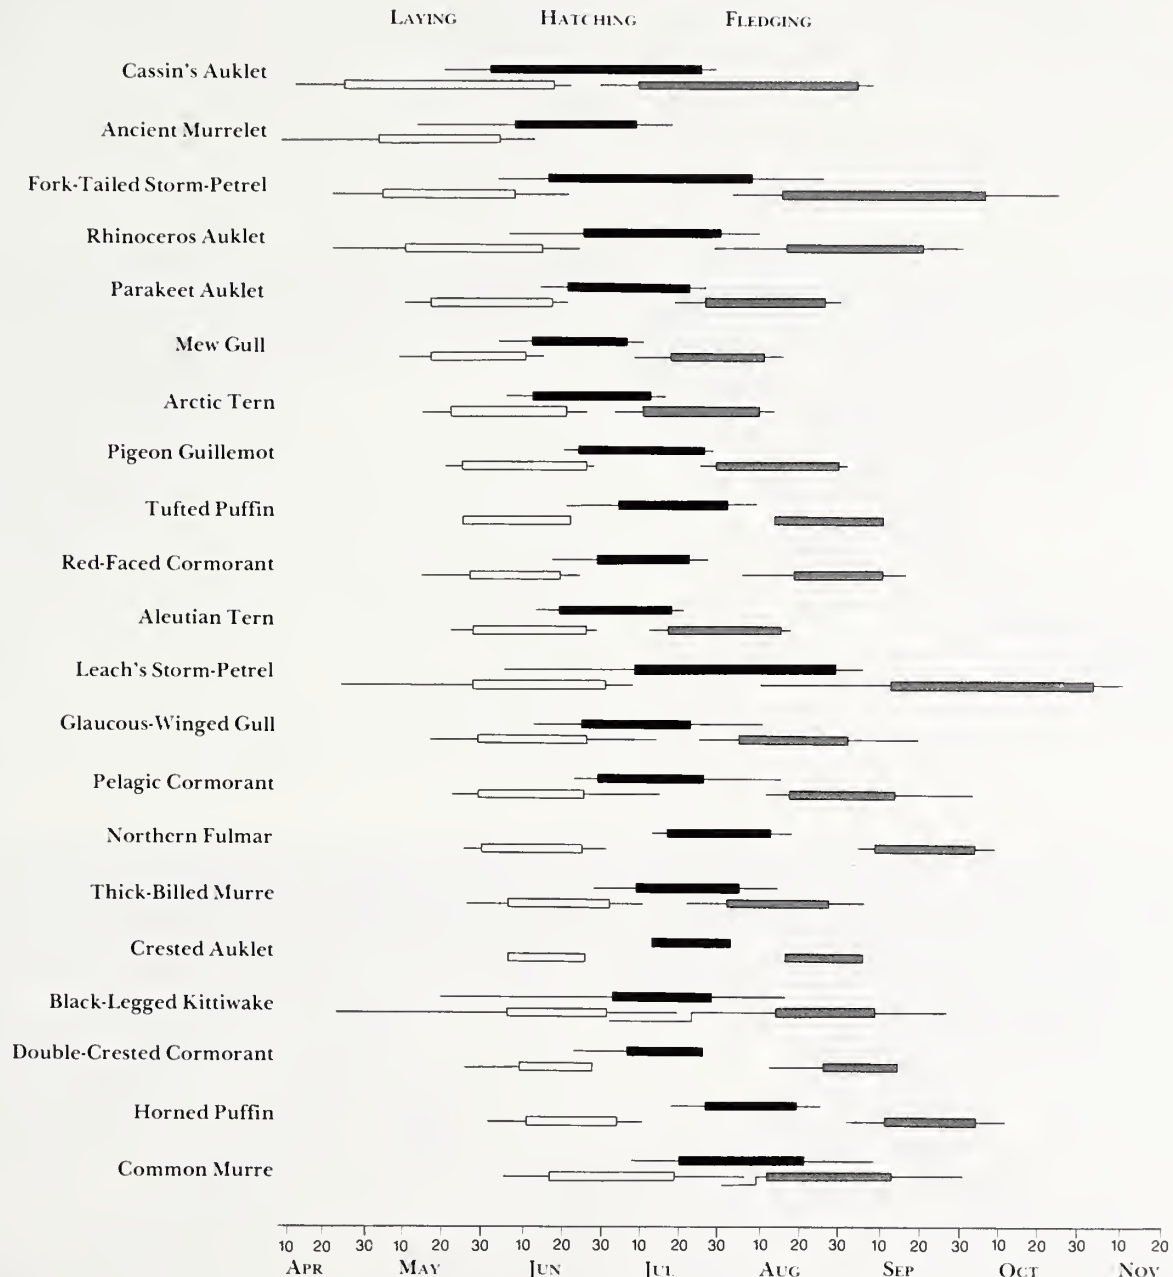 LAYING HATCHING FLEDGING
Cassin's Auklet
Ancient Murrelet
Fork-Tailed Storm-Petrel
Rhinoceros Auklet
Parakeet Auklet
Mew Gull
Arctic Tern
Pigeon Guillemot
Tufted Puffin
Red-Faced Cormorant
Aleutian Tern
Leach's Storm-Petrel
Glaucous-Winged Gull
Pelagic Cormorant
Northern Fulmar
Thick-Billed Murre
Crested Auklet
Black-Legged Kittiwake
Double-Crested Cormorant
Horned Puffin
Common Murre
10 20 30 10 20 30 10 20 30 10 20 30 10 20 30 10 20 30 10 20 30 10 20
APR MAY JUN JUL AUG SEP OCT NOV